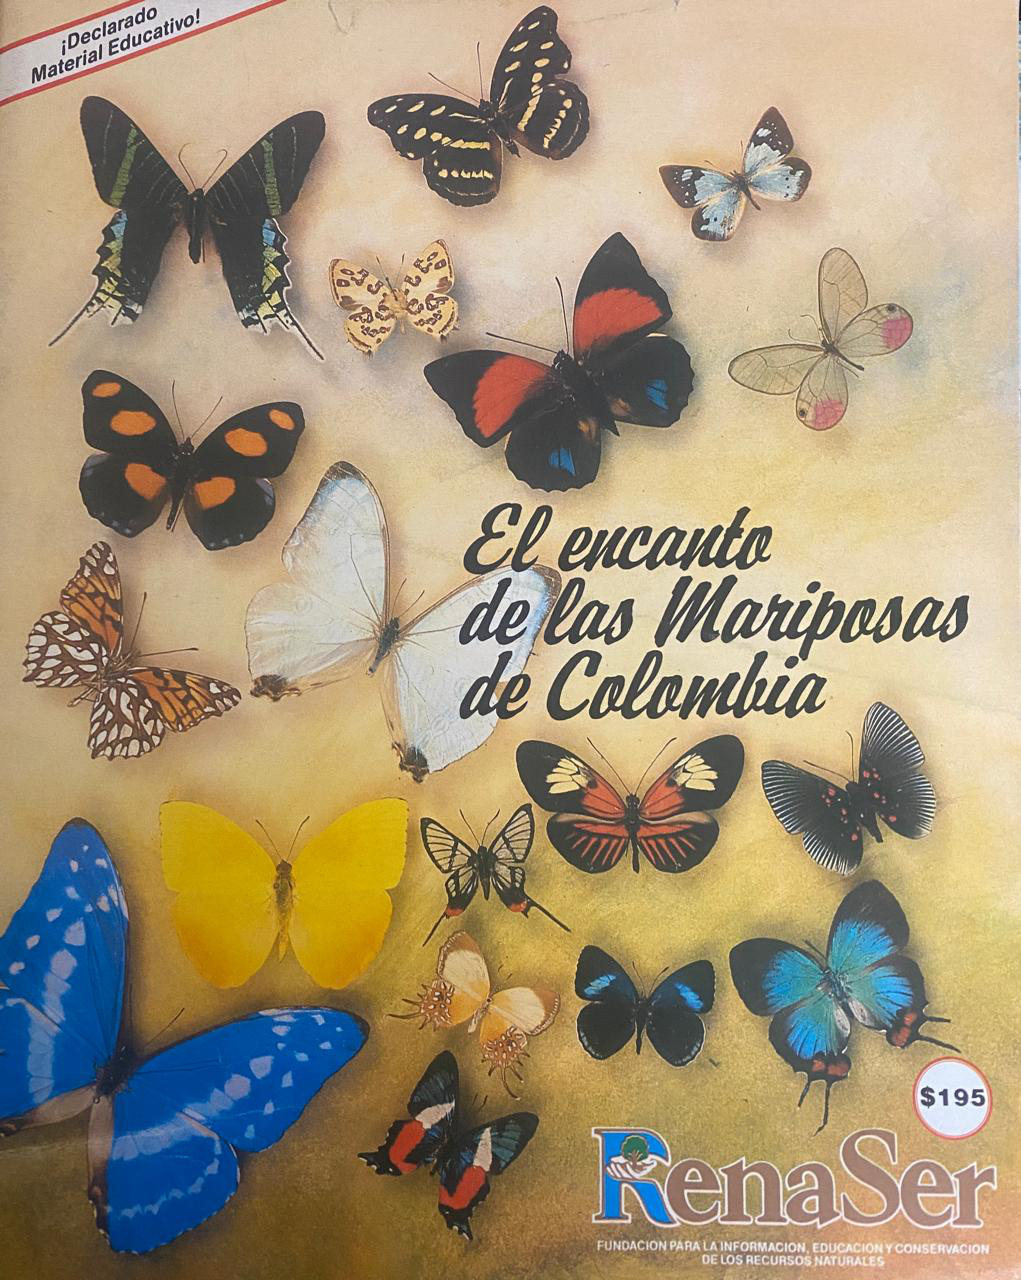 ¡Declarado
Material Educativo!
El encanto
de las Mariposas
de Colombia
$195
RenaSer
FUNDACION PARA LA INFORMACION, EDUCACION Y CONSERVACION
DE LOS RECURSOS NATURALES